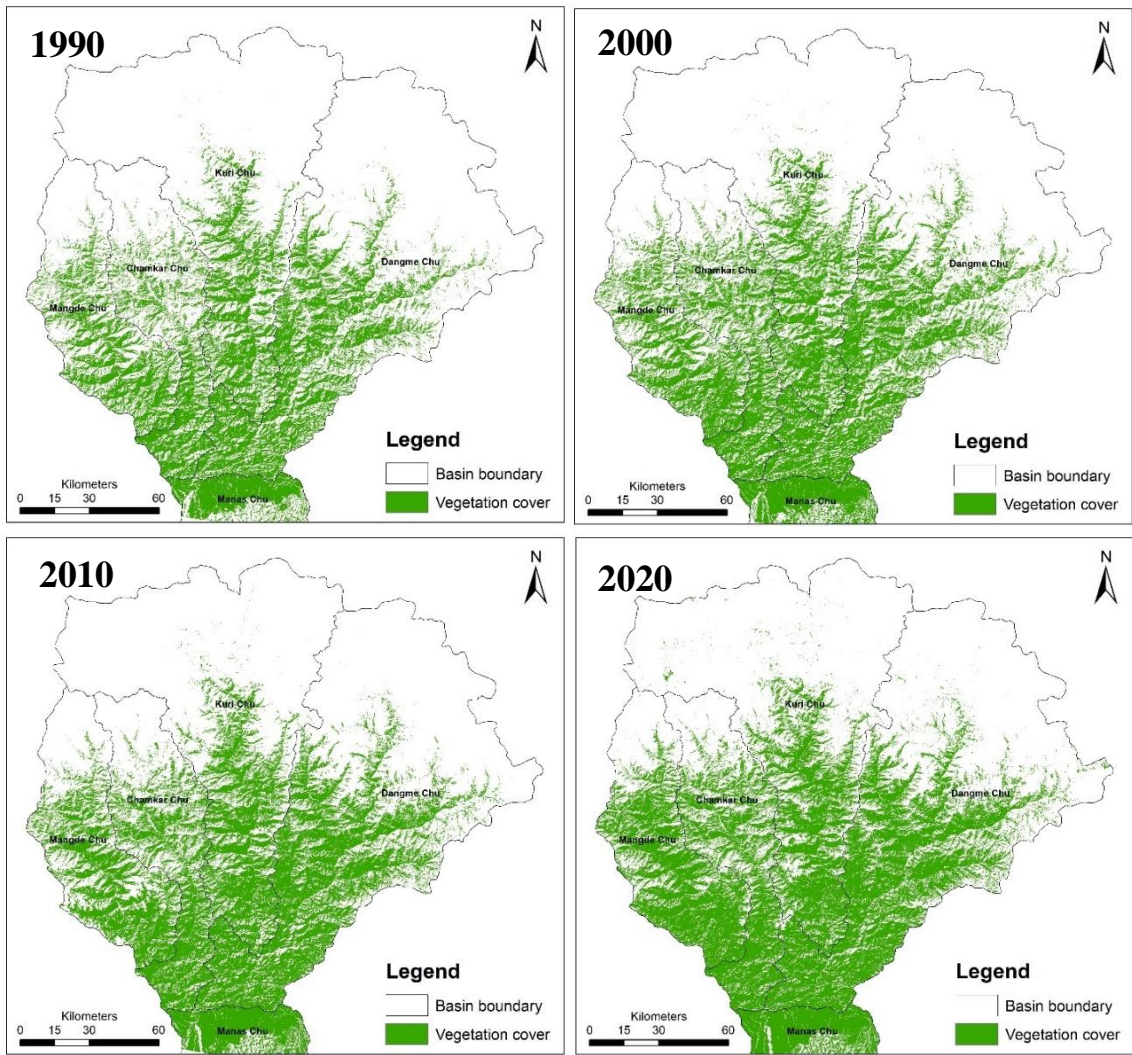 1990
N
Kuri Chu
Chamkar Chu
Dangme Chu
Mangde Chu
Legend
Basin boundary
Vegetation cover
Kilometers
0 15 30 60
Manas Chu
2000
N
Kuri Chu
Chamkar Chu
Dangme Chu
Mangde Chu
Legend
Basin boundary
Vegetation cover
Kilometers
0 15 30 60
Manas Chu
2010
N
Kuri Chu
Chamkar Chu
Dangme Chu
Mangde Chu
Legend
Basin boundary
Vegetation cover
Kilometers
0 15 30 60
Manas Chu
2020
N
Kuri Chu
Chamkar Chu
Dangme Chu
Mangde Chu
Legend
Basin boundary
Vegetation cover
Kilometers
0 15 30 60
Manas Chu